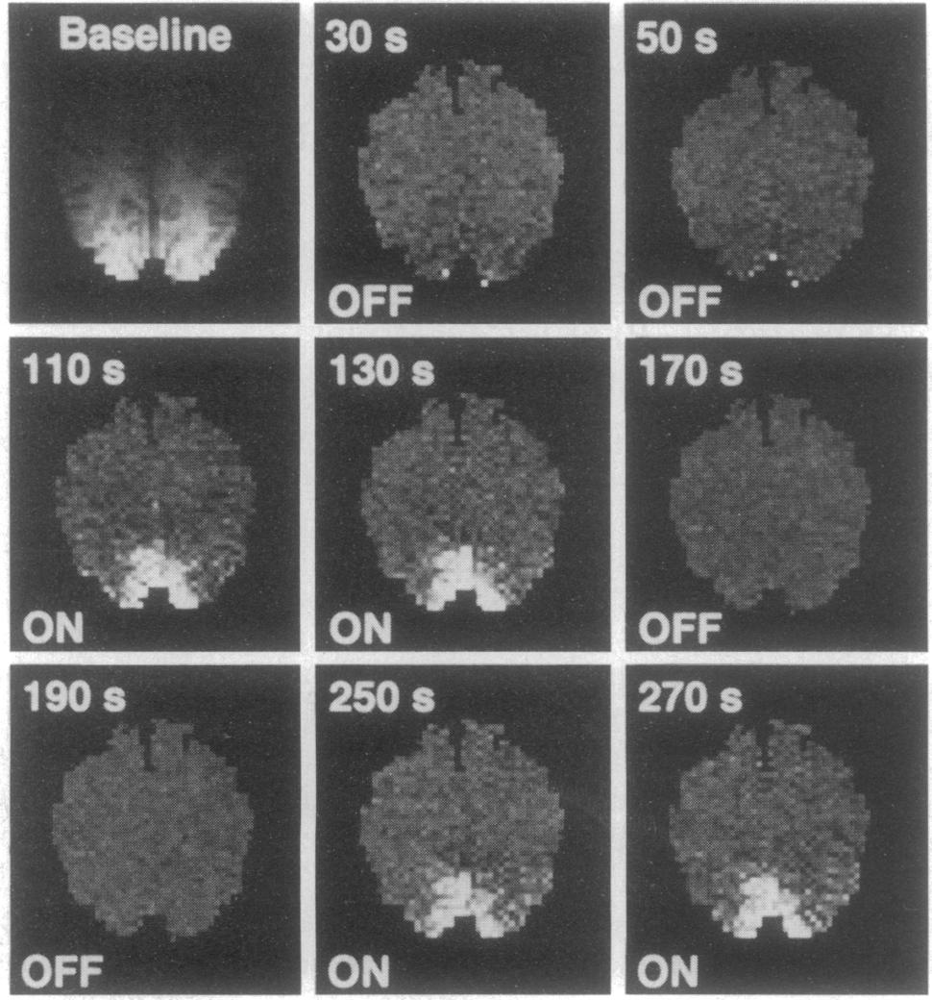 Baseline
30 s
OFF
50 s
OFF
110 s
ON
130 s
ON
170 s
OFF
190 s
OFF
250 s
ON
270 s
ON